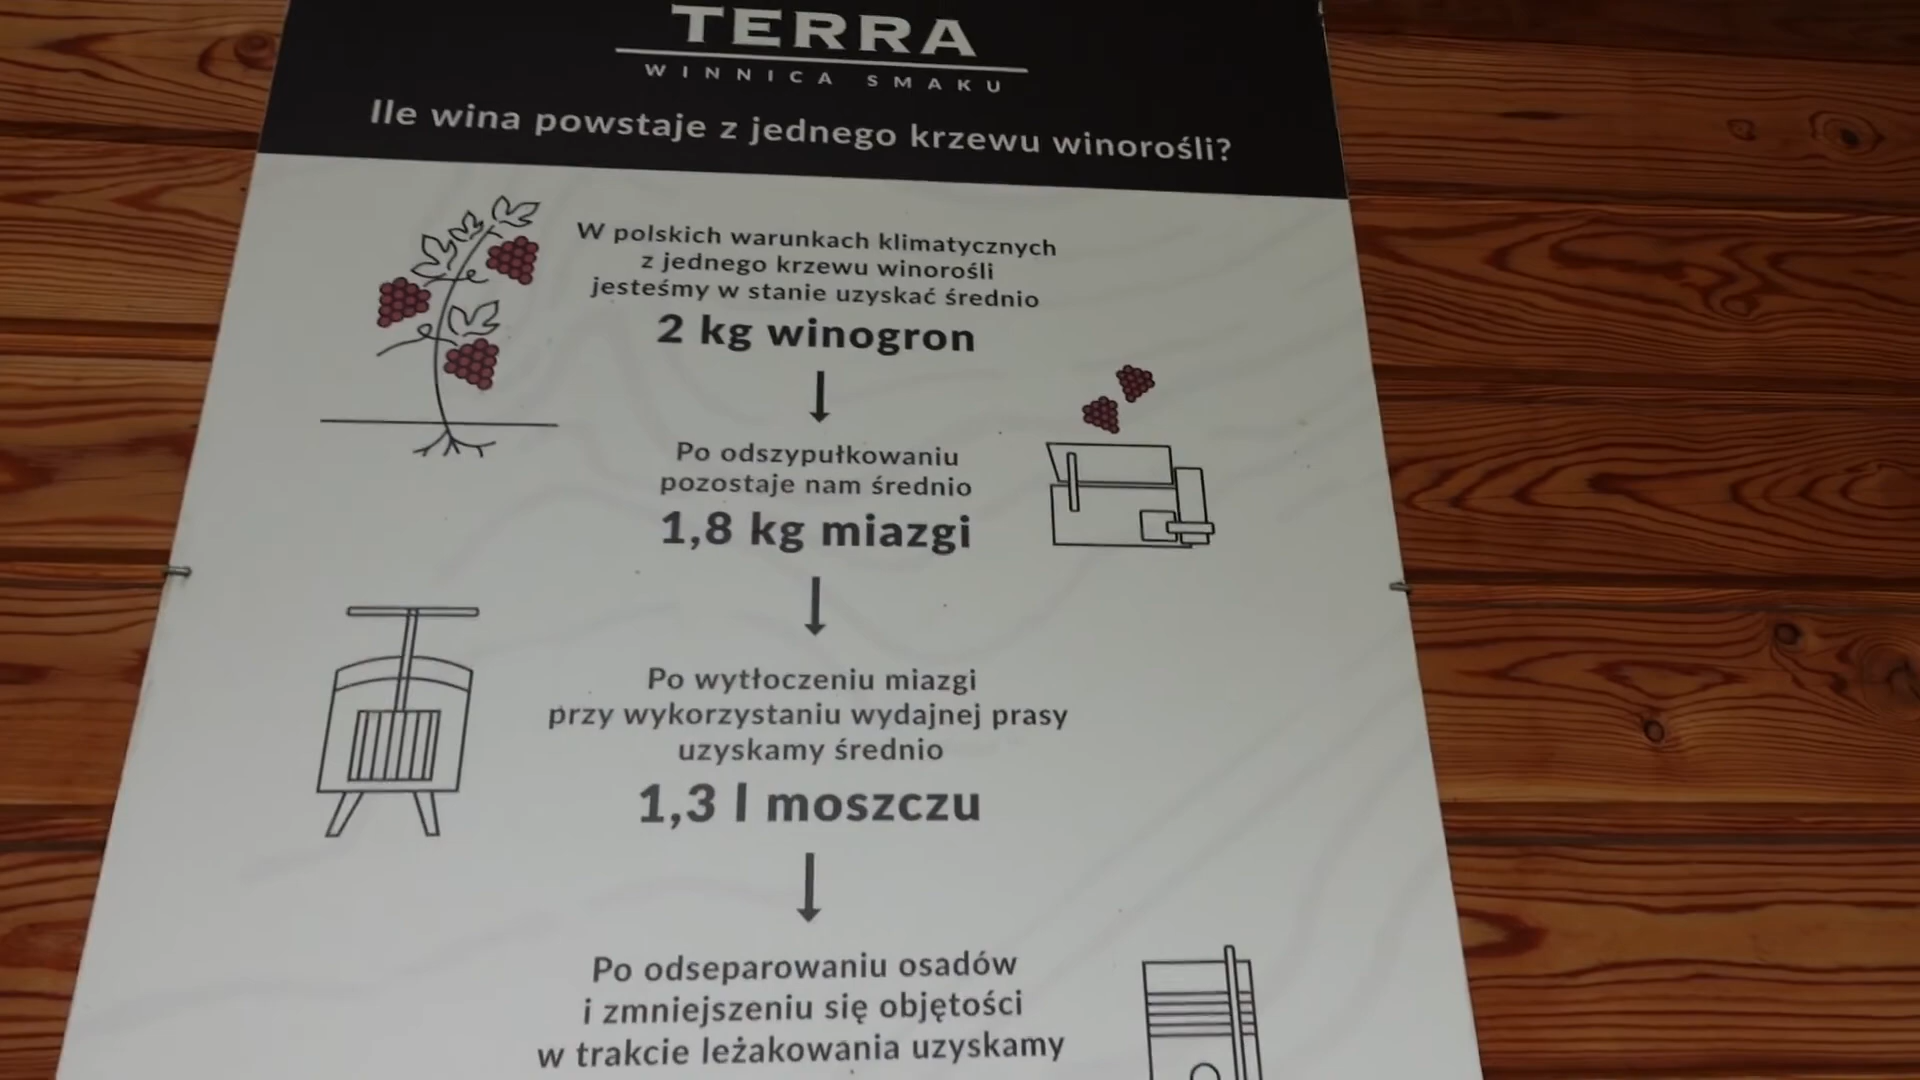 TERRA
WINNICA SMAKU
Ile wina powstaje z jednego krzewu winorośli?
W polskich warunkach klimatycznych
z jednego krzewu winorośli
jesteśmy w stanie uzyskać średnio
2 kg winogron
Po odszypułkowaniu
pozostaje nam średnio
1,8 kg miazgi
Po wytłoczeniu miazgi
przy wykorzystaniu wydajnej prasy
uzyskamy średnio
1,3 l moszczu
Po odseparowaniu osadów
i zmniejszeniu się objętości
w trakcie leżakowania uzyskamy